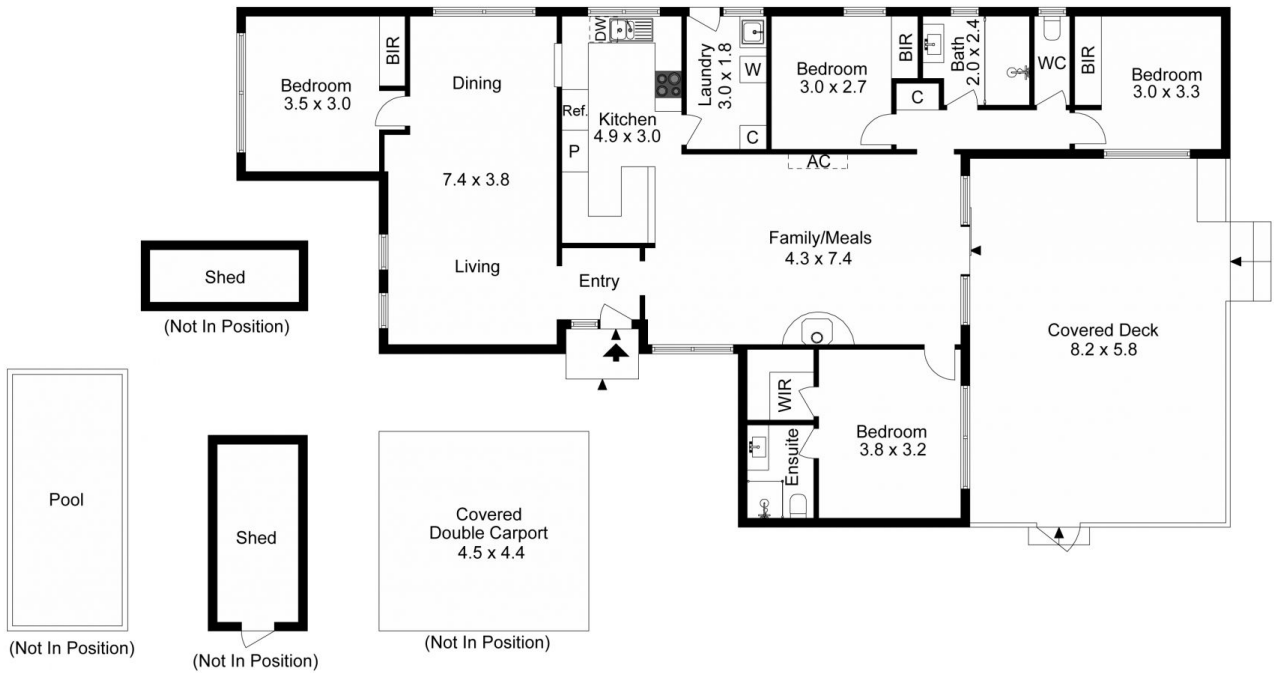 Bedroom
3.5 x 3.0
BIR
Dining
7.4 x 3.8
Living
DW
Ref.
P
Kitchen
4.9 x 3.0
Laundry
3.0 x 1.8
W
C
Bedroom
3.0 x 2.7
BIR
C
Bath
2.0 x 2.4
WC
BIR
Bedroom
3.0 x 3.3
AC
Family/Meals
4.3 x 7.4
Entry
Covered Deck
8.2 x 5.8
WIR
Ensuite
Bedroom
3.8 x 3.2
Shed
(Not In Position)
Pool
(Not In Position)
Shed
(Not In Position)
Covered
Double Carport
4.5 x 4.4
(Not In Position)